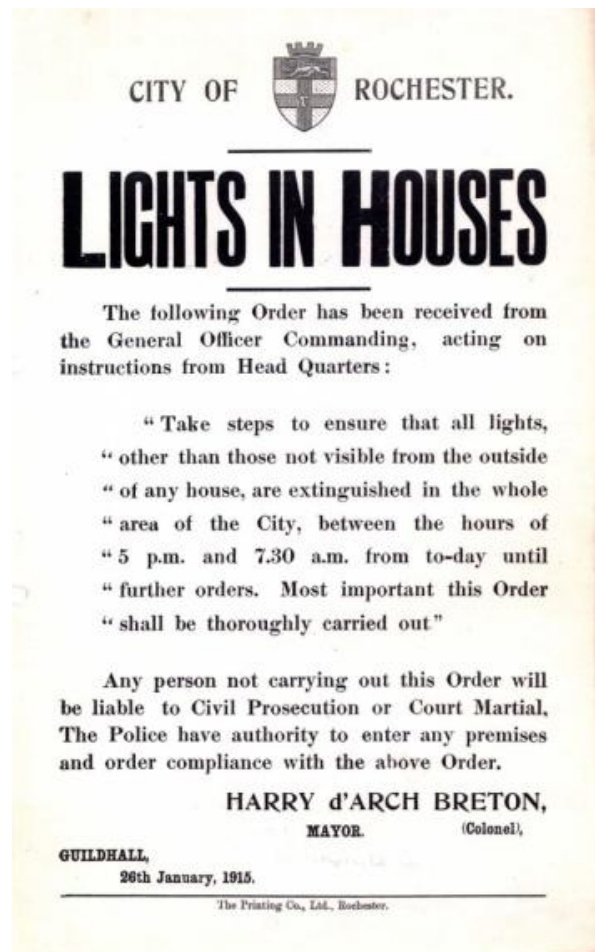 CITY OF ROCHESTER.
LIGHTS IN HOUSES
The following Order has been received from
the General Officer Commanding, acting on
instructions from Head Quarters:
" Take steps to ensure that all lights,
" other than those not visible from the outside
" of any house, are extinguished in the whole
" area of the City, between the hours of
" 5 p.m. and 7.30 a.m. from to-day until
" further orders. Most important this Order
" shall be thoroughly carried out"
Any person not carrying out this Order will
be liable to Civil Prosecution or Court Martial.
The Police have authority to enter any premises
and order compliance with the above Order.
HARRY d'ARCH BRETON,
MAYOR. (Colonel),
GUILDHALL,
26th January, 1915.
The Printing Co., Ltd., Rochester.